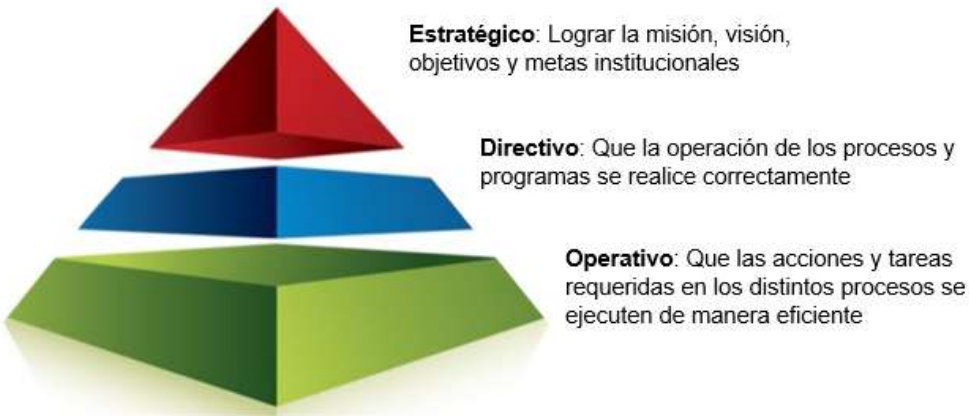 Estratégico: Lograr la misión, visión,
objetivos y metas institucionales
Directivo: Que la operación de los procesos y
programas se realice correctamente
Operativo: Que las acciones y tareas
requeridas en los distintos procesos se
ejecuten de manera eficiente